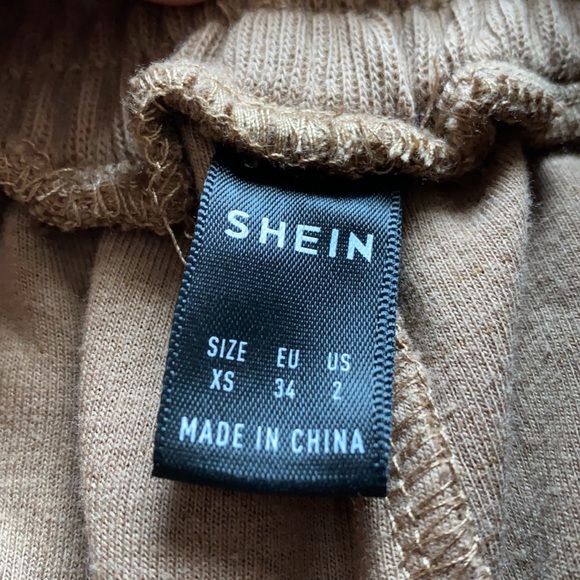 SHEIN
SIZE EU US
XS 34 2
MADE IN CHINA